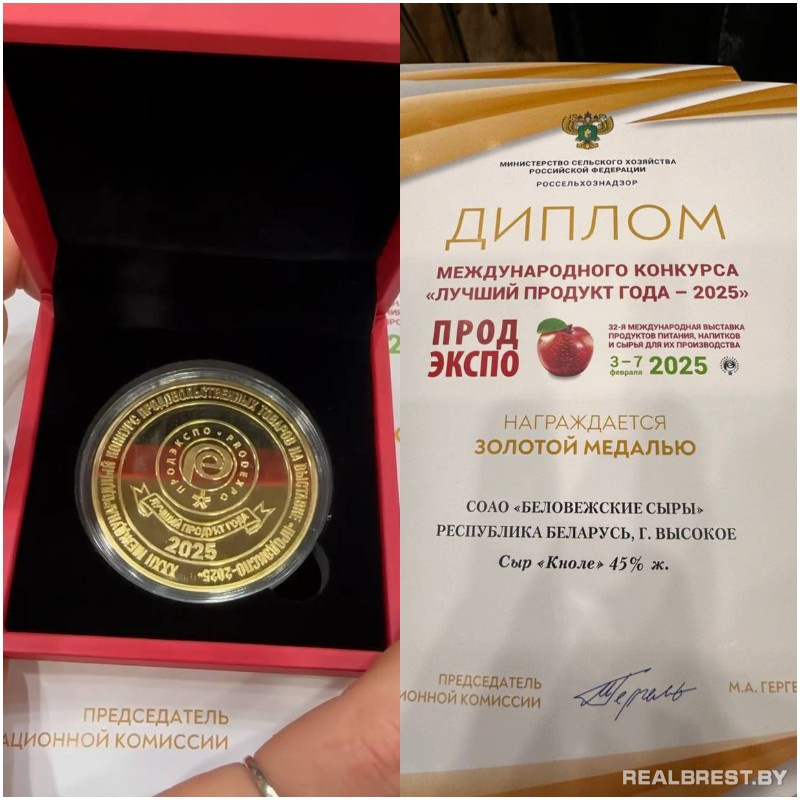 XXXII МЕЖДУНАРОДНЫЙ КОНКУРС ПРОДОВОЛЬСТВЕННЫХ ТОВАРОВ НА ВЫСТАВКЕ «ПРОДЭКСПО-2025»
ПРОДЭКСПО • PRODEXPO
ЛУЧШИЙ ПРОДУКТ ГОДА
2025
ПРЕДСЕДАТЕЛЬ
АЦИОННОЙ КОМИССИИ
МИНИСТЕРСТВО СЕЛЬСКОГО ХОЗЯЙСТВА
РОССИЙСКОЙ ФЕДЕРАЦИИ
РОССЕЛЬХОЗНАДЗОР
ДИПЛОМ
МЕЖДУНАРОДНОГО КОНКУРСА
«ЛУЧШИЙ ПРОДУКТ ГОДА – 2025»
ПРОД
ЭКСПО
32-Я МЕЖДУНАРОДНАЯ ВЫСТАВКА
ПРОДУКТОВ ПИТАНИЯ, НАПИТКОВ
И СЫРЬЯ ДЛЯ ИХ ПРОИЗВОДСТВА
3–7
февраля 2025
НАГРАЖДАЕТСЯ
ЗОЛОТОЙ МЕДАЛЬЮ
СОАО «БЕЛОВЕЖСКИЕ СЫРЫ»
РЕСПУБЛИКА БЕЛАРУСЬ, Г. ВЫСОКОЕ
Сыр «Кноле» 45% ж.
ПРЕДСЕДАТЕЛЬ
ИОННОЙ КОМИССИИ
М.А. ГЕРГЕ
REALBREST.BY